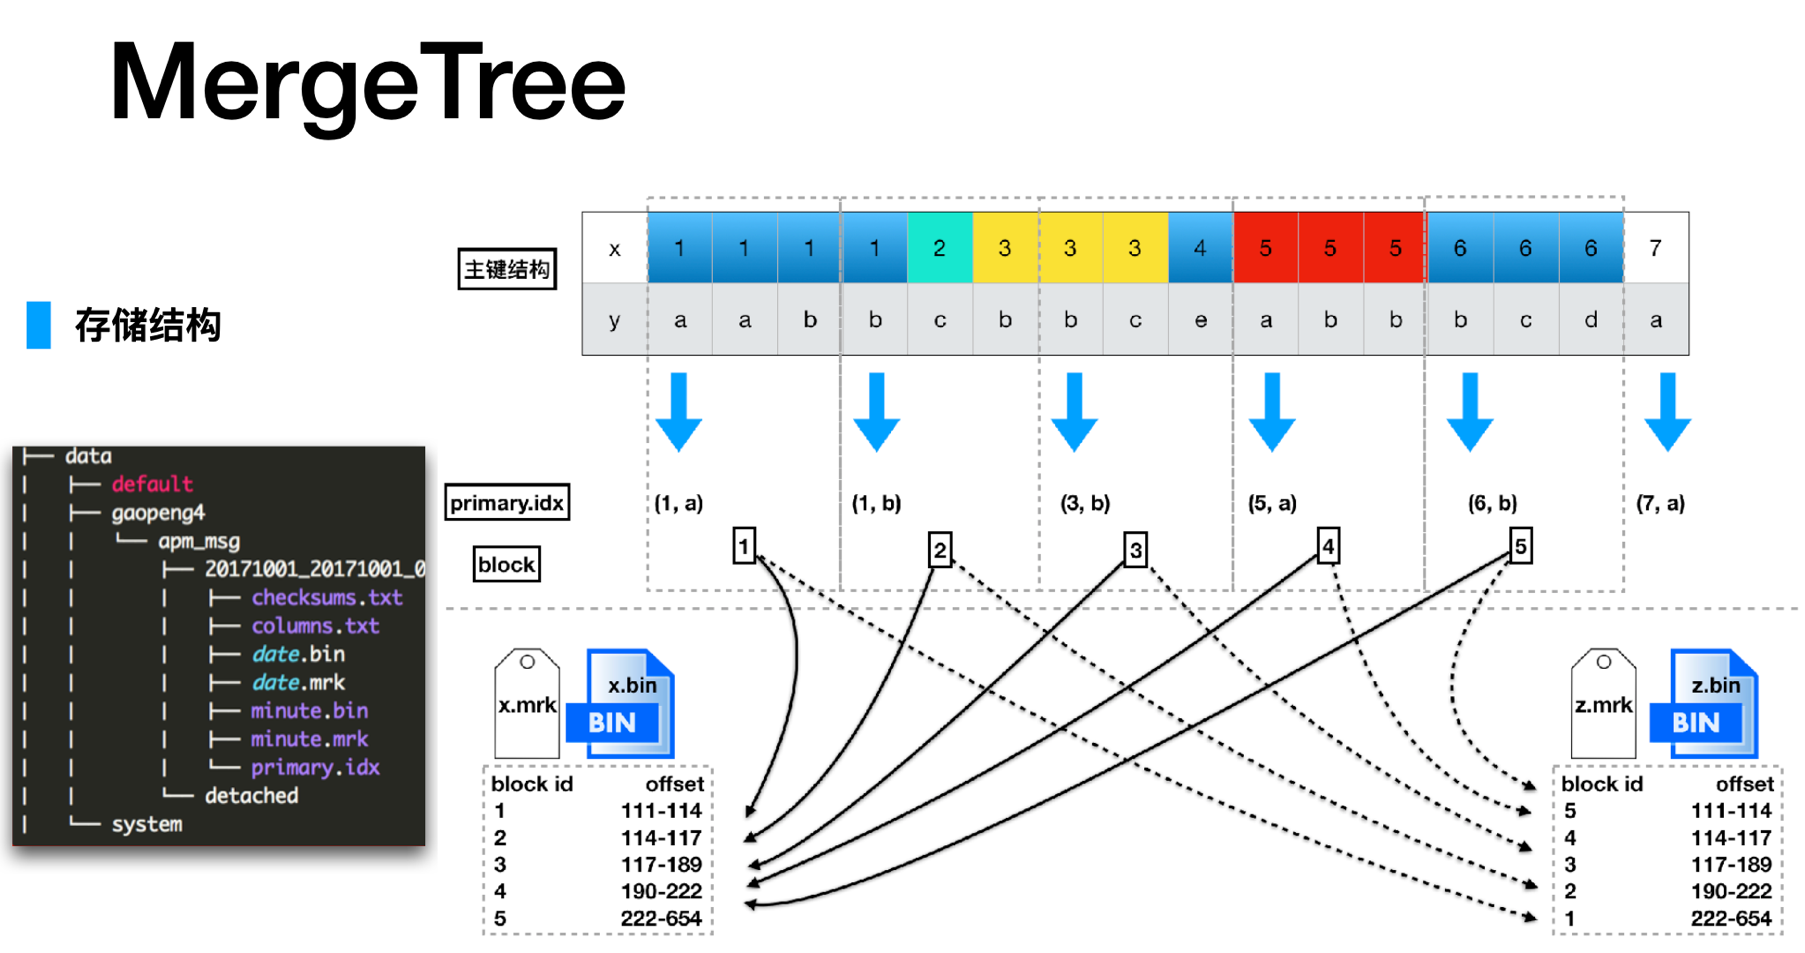 MergeTree
存储结构
├── data
│   ├── default
│   ├── gaopeng4
│   │   └── apm_msg
│   │       ├── 20171001_20171001_0
│   │       │   ├── checksums.txt
│   │       │   ├── columns.txt
│   │       │   ├── date.bin
│   │       │   ├── date.mrk
│   │       │   ├── minute.bin
│   │       │   ├── minute.mrk
│   │       │   └── primary.idx
│   │       └── detached
│   └── system
主键结构
x 1 1 1 1 2 3 3 3 4 5 5 5 6 6 6 7
y a a b b c b b c e a b b b c d a
primary.idx (1, a) (1, b) (3, b) (5, a) (6, b) (7, a)
block 1 2 3 4 5
x.mrk
x.bin
BIN
block id offset
1 111-114
2 114-117
3 117-189
4 190-222
5 222-654
z.mrk
z.bin
BIN
block id offset
5 111-114
4 114-117
3 117-189
2 190-222
1 222-654